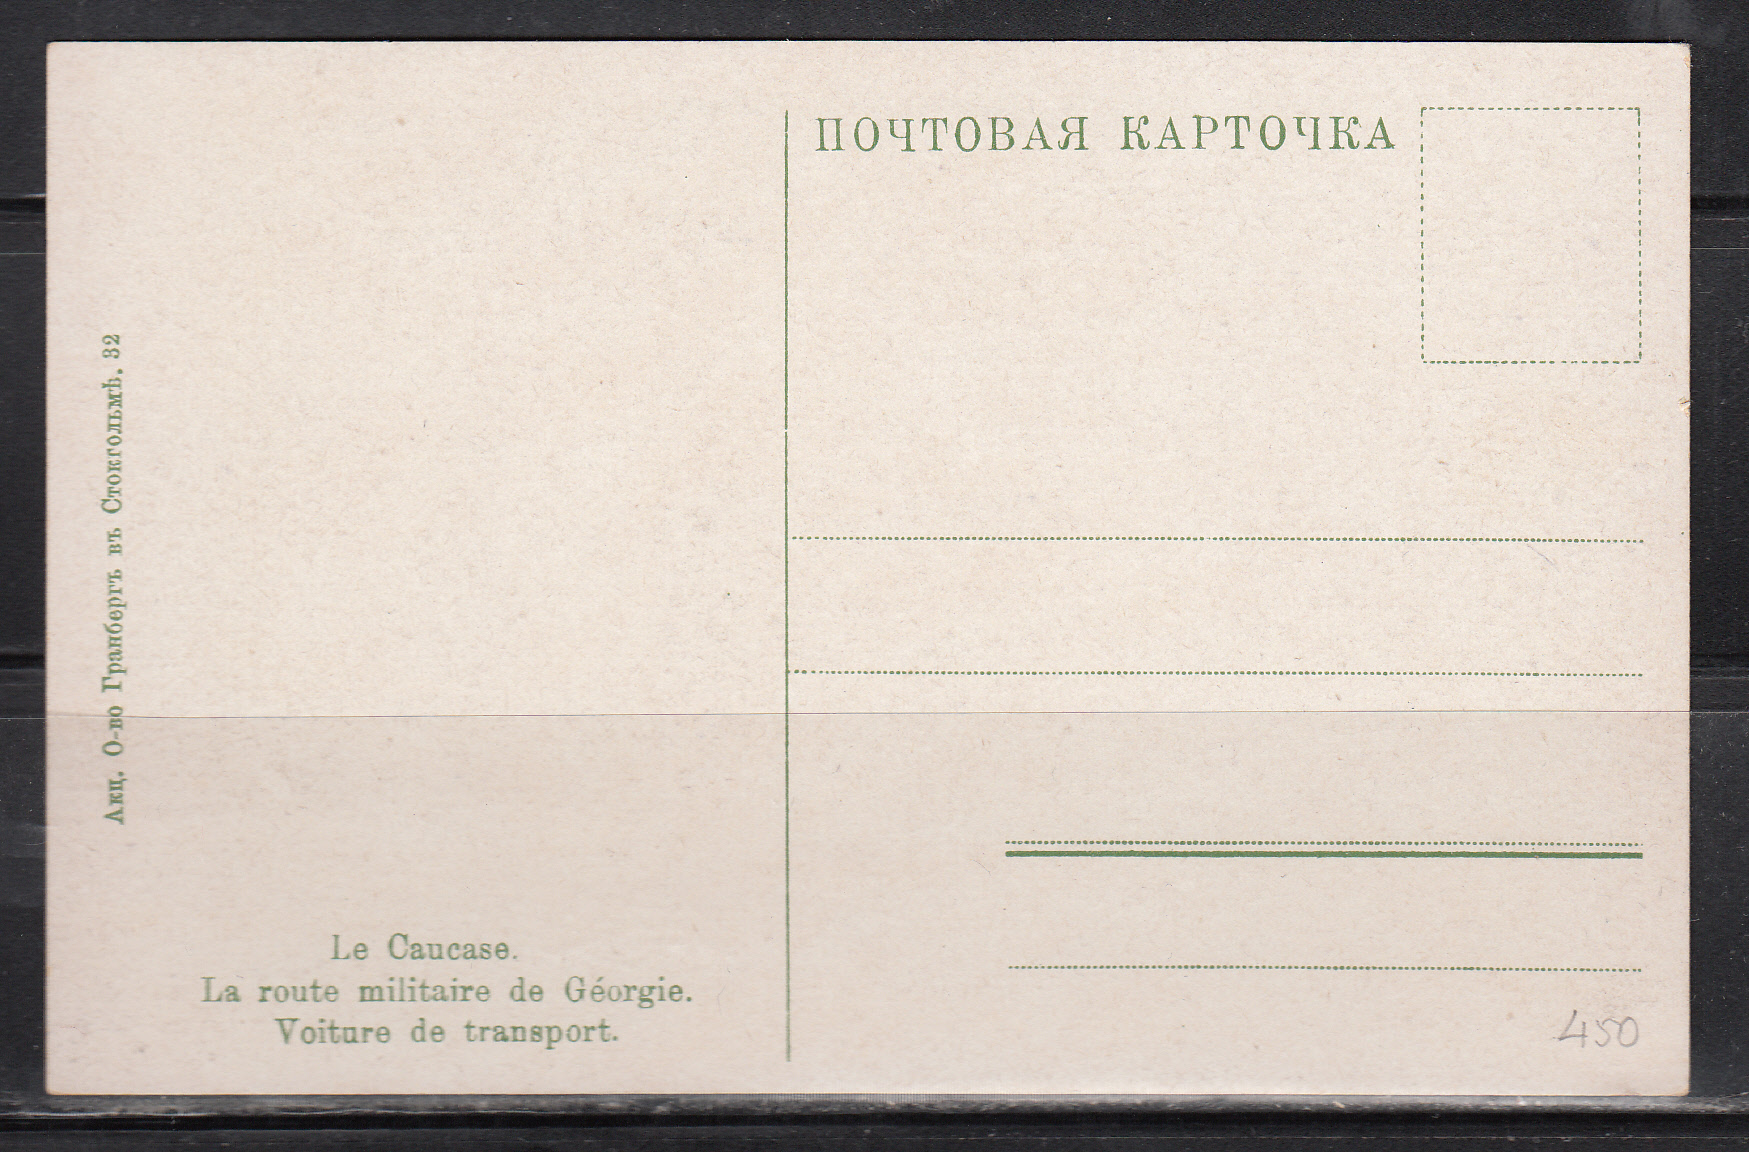 ПОЧТОВАЯ КАРТОЧКА
Акц. О-во Гранбергъ въ Стокгольмѣ. 32
Le Caucase.
La route militaire de Géorgie.
Voiture de transport.
450